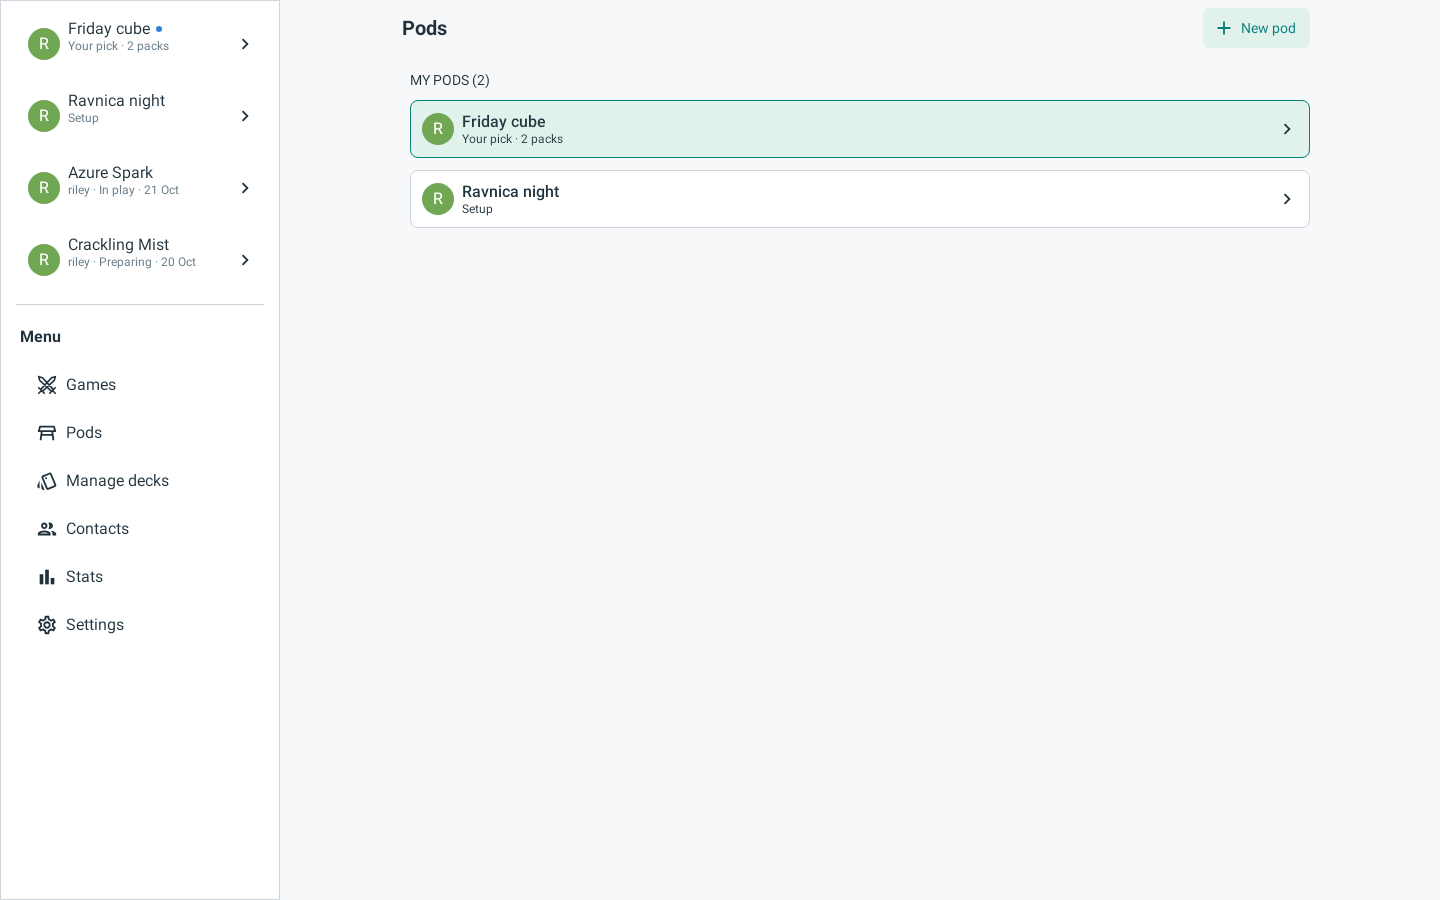 R
Friday cube
Your pick · 2 packs
R
Ravnica night
Setup
R
Azure Spark
riley · In play · 21 Oct
R
Crackling Mist
riley · Preparing · 20 Oct
Menu
Games
Pods
Manage decks
Contacts
Stats
Settings
Pods
New pod
MY PODS (2)
R
Friday cube
Your pick · 2 packs
R
Ravnica night
Setup